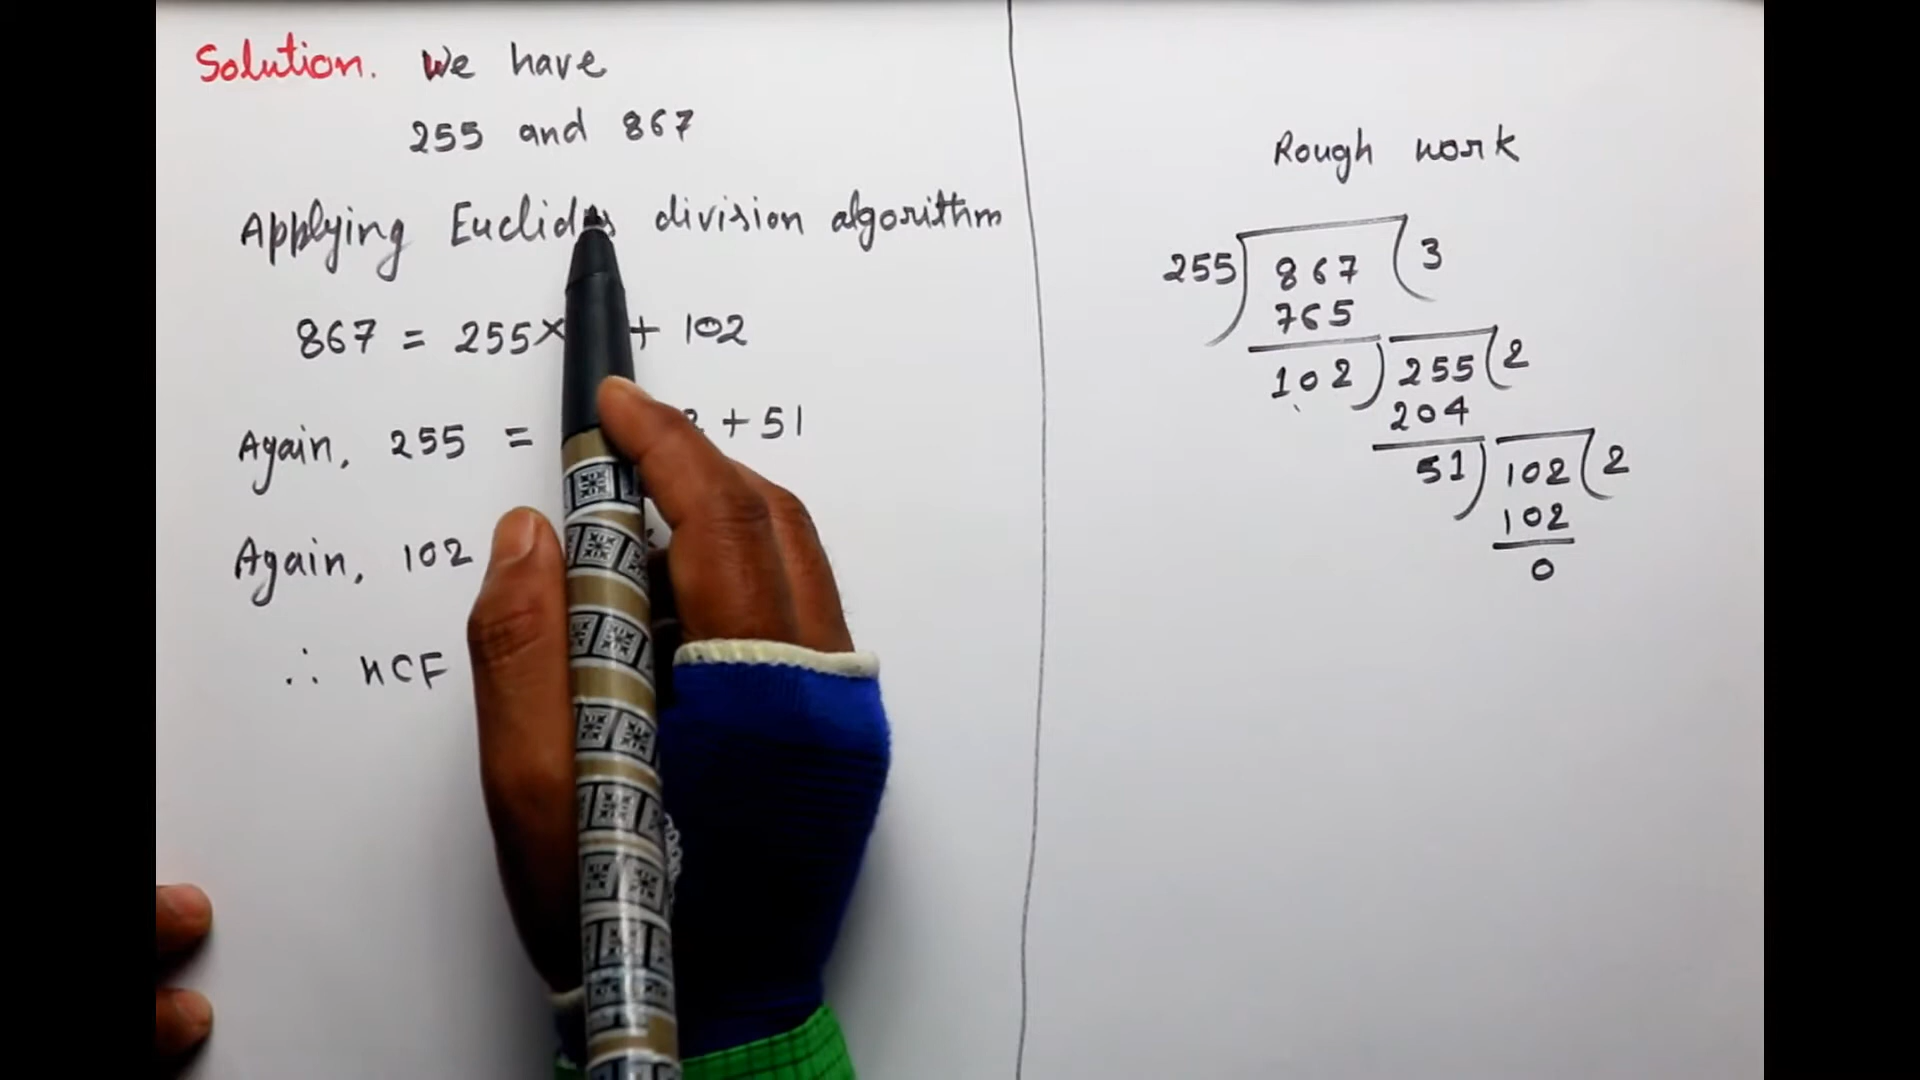 Solution. We have
255 and 867
Applying Euclid's division algorithm
867 = 255× + 102
Again, 255 = + 51
Again, 102
∴ HCF
Rough work
255) 867 (3
765
102) 255 (2
204
51) 102 (2
102
0